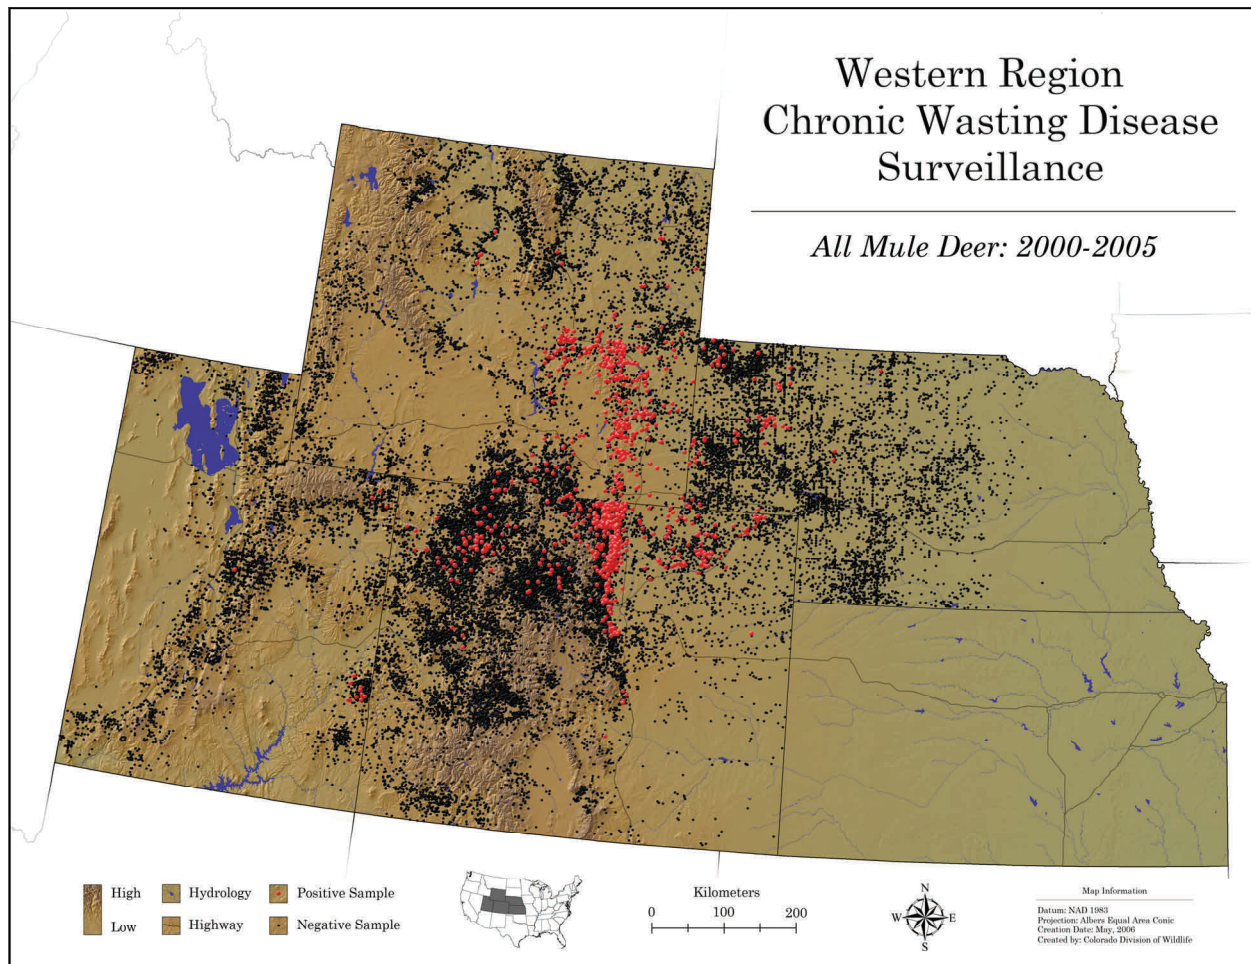 Western Region
Chronic Wasting Disease
Surveillance
All Mule Deer: 2000-2005
High
Low
Hydrology
Highway
Positive Sample
Negative Sample
Kilometers
0 100 200
N
W E
S
Map Information
Datum: NAD 1983
Projection: Albers Equal Area Conic
Creation Date: May, 2006
Created by: Colorado Division of Wildlife